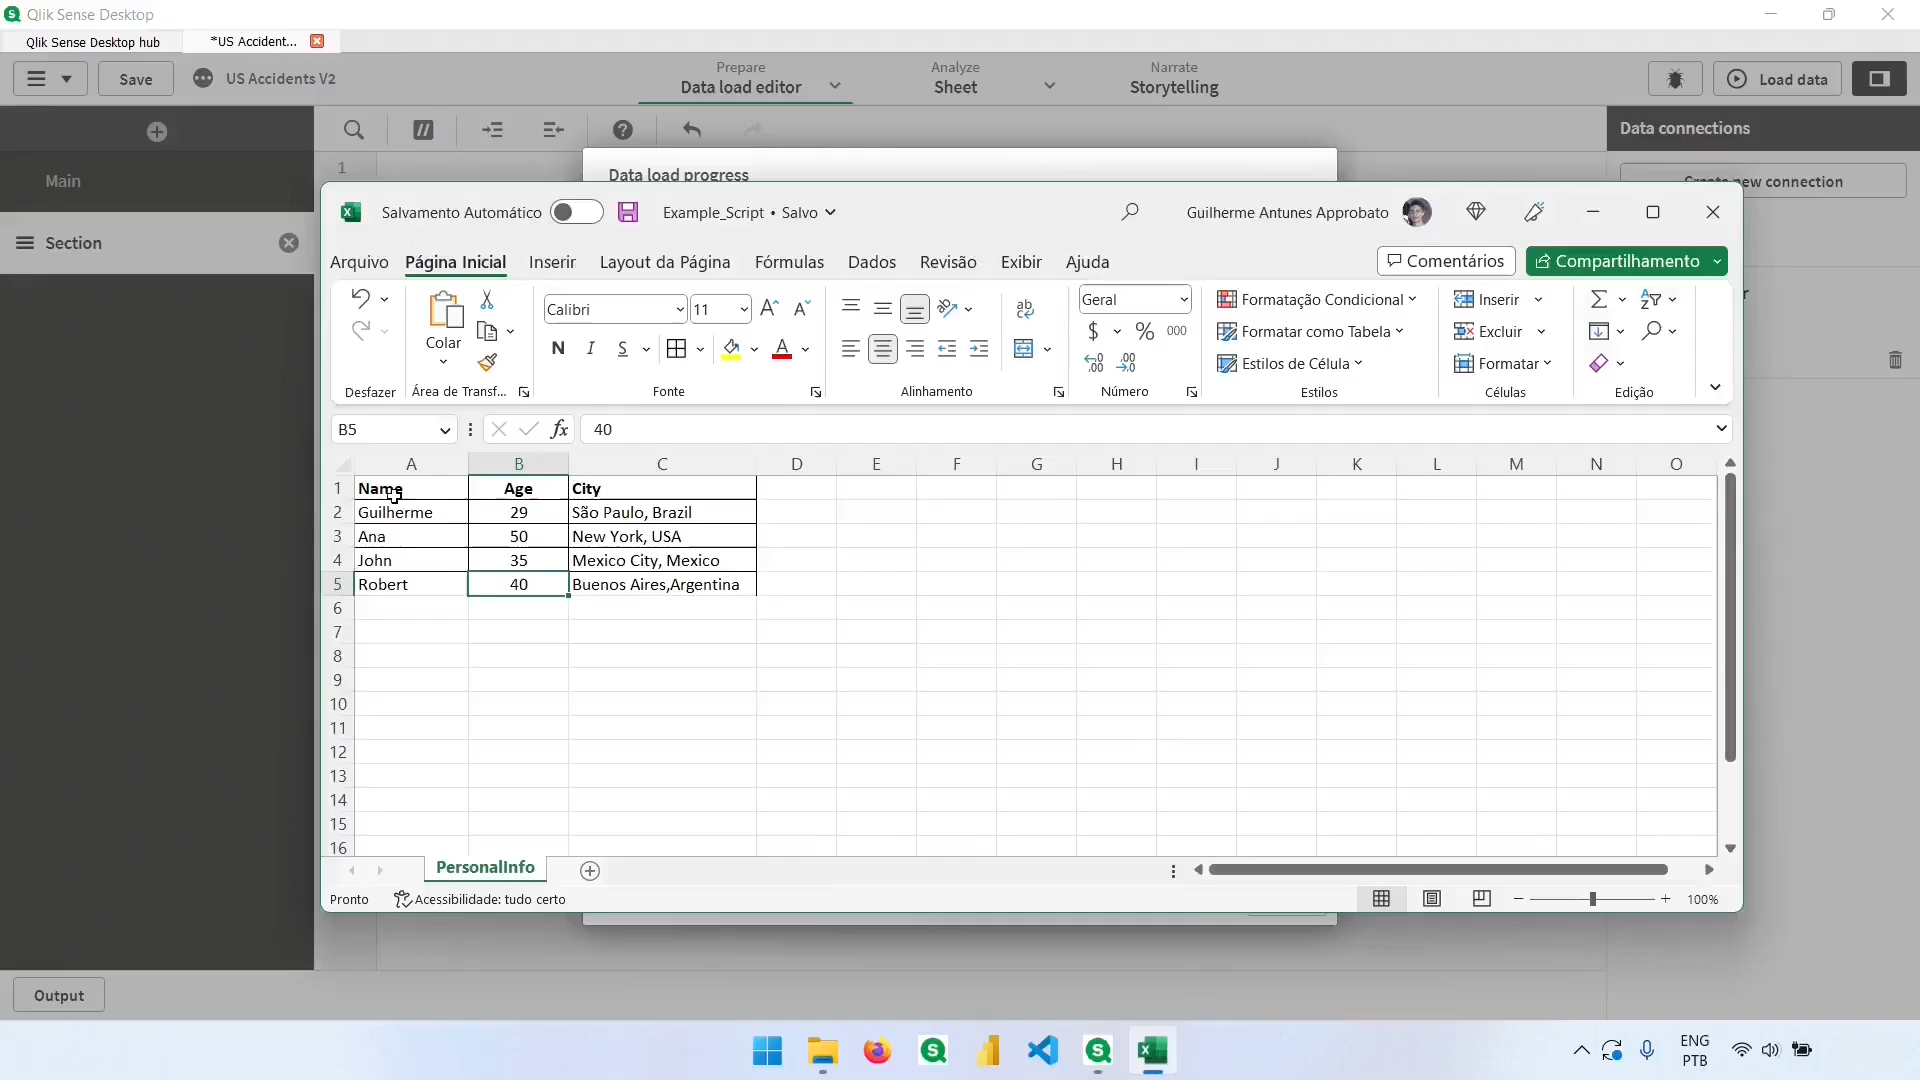 Qlik Sense Desktop
Qlik Sense Desktop hub
*US Accident...
Save
US Accidents V2
Prepare
Data load editor
Analyze
Sheet
Narrate
Storytelling
Load data
Data connections
1
Main
Section
Data load progress
Create new connection
Salvamento Automático
Example_Script • Salvo
Guilherme Antunes Approbato
Arquivo
Página Inicial
Inserir
Layout da Página
Fórmulas
Dados
Revisão
Exibir
Ajuda
Comentários
Compartilhamento
Colar
Calibri
11
N I S
Geral
$ % 000
Formatação Condicional
Formatar como Tabela
Estilos de Célula
Inserir
Excluir
Formatar
Desfazer
Área de Transf...
Fonte
Alinhamento
Número
Estilos
Células
Edição
B5
fx
40
A B C D E F G H I J K L M N O
1 Name Age City
2 Guilherme 29 São Paulo, Brazil
3 Ana 50 New York, USA
4 John 35 Mexico City, Mexico
5 Robert 40 Buenos Aires,Argentina
6
7
8
9
10
11
12
13
14
15
16
PersonalInfo
Pronto
Acessibilidade: tudo certo
100%
Output
ENG
PTB